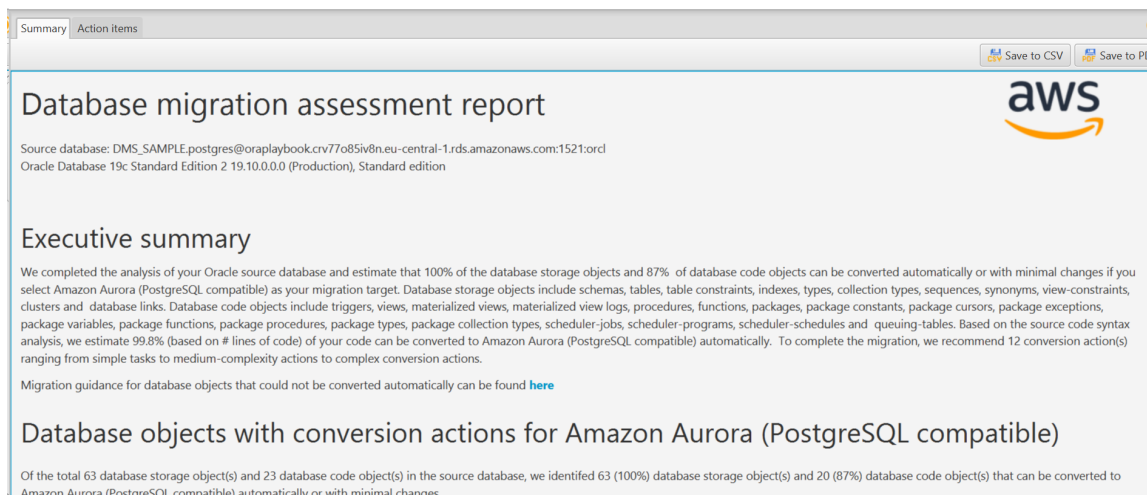 Summary Action items
Save to CSV Save to
aws
Database migration assessment report
Source database: DMS_SAMPLE.postgres@oraplaybook.crv77o85iv8n.eu-central-1.rds.amazonaws.com:1521:orcl
Oracle Database 19c Standard Edition 2 19.10.0.0.0 (Production), Standard edition
Executive summary
We completed the analysis of your Oracle source database and estimate that 100% of the database storage objects and 87% of database code objects can be converted automatically or with minimal changes if you
select Amazon Aurora (PostgreSQL compatible) as your migration target. Database storage objects include schemas, tables, table constraints, indexes, types, collection types, sequences, synonyms, view-constraints,
clusters and database links. Database code objects include triggers, views, materialized views, materialized view logs, procedures, functions, packages, package constants, package cursors, package exceptions,
package variables, package functions, package procedures, package types, package collection types, scheduler-jobs, scheduler-programs, scheduler-schedules and queuing-tables. Based on the source code syntax
analysis, we estimate 99.8% (based on # lines of code) of your code can be converted to Amazon Aurora (PostgreSQL compatible) automatically. To complete the migration, we recommend 12 conversion action(s)
ranging from simple tasks to medium-complexity actions to complex conversion actions.
Migration guidance for database objects that could not be converted automatically can be found here
Database objects with conversion actions for Amazon Aurora (PostgreSQL compatible)
Of the total 63 database storage object(s) and 23 database code object(s) in the source database, we identifed 63 (100%) database storage object(s) and 20 (87%) database code object(s) that can be converted to
Amazon Aurora (PostgreSQL compatible) automatically or with minimal changes.